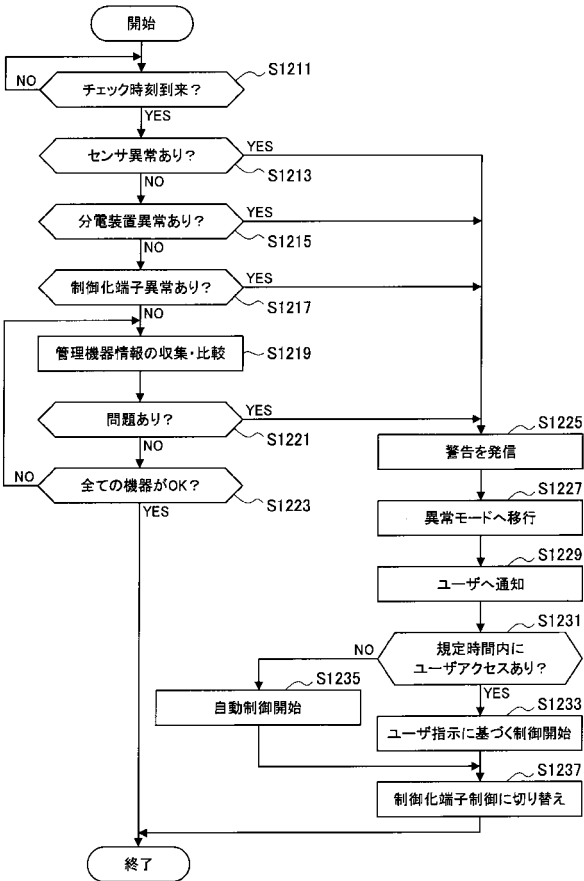 開始
NO
チェック時刻到来?
S1211
YES
センサ異常あり?
YES
S1213
NO
分電装置異常あり?
YES
S1215
NO
制御化端子異常あり?
YES
S1217
NO
管理機器情報の収集・比較
S1219
問題あり?
YES
S1221
NO
NO
全ての機器がOK?
S1223
YES
S1225
警告を発信
S1227
異常モードへ移行
S1229
ユーザへ通知
S1231
NO
規定時間内に
ユーザアクセスあり?
YES
S1235
自動制御開始
S1233
ユーザ指示に基づく制御開始
S1237
制御化端子制御に切り替え
終了